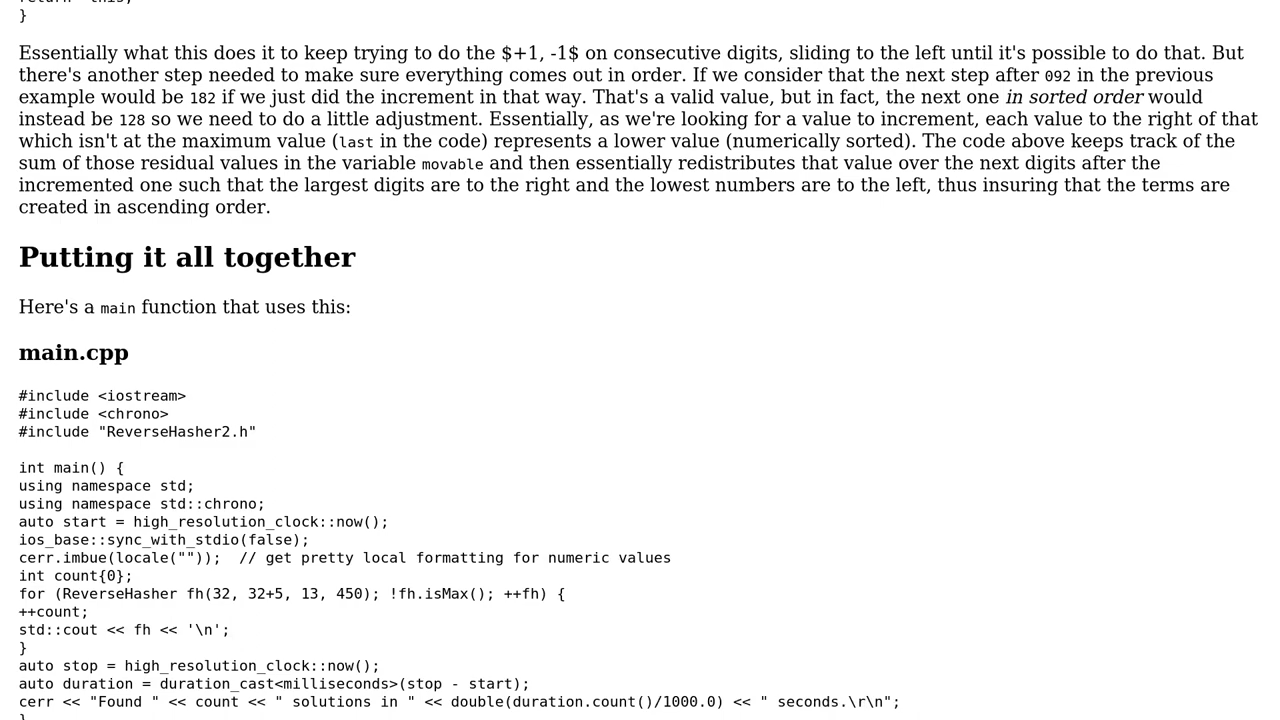 }
Essentially what this does it to keep trying to do the $+1, -1$ on consecutive digits, sliding to the left until it's possible to do that. But
there's another step needed to make sure everything comes out in order. If we consider that the next step after 092 in the previous
example would be 182 if we just did the increment in that way. That's a valid value, but in fact, the next one in sorted order would
instead be 128 so we need to do a little adjustment. Essentially, as we're looking for a value to increment, each value to the right of that
which isn't at the maximum value (last in the code) represents a lower value (numerically sorted). The code above keeps track of the
sum of those residual values in the variable movable and then essentially redistributes that value over the next digits after the
incremented one such that the largest digits are to the right and the lowest numbers are to the left, thus insuring that the terms are
created in ascending order.
Putting it all together
Here's a main function that uses this:
main.cpp
#include <iostream>
#include <chrono>
#include "ReverseHasher2.h"
int main() {
using namespace std;
using namespace std::chrono;
auto start = high_resolution_clock::now();
ios_base::sync_with_stdio(false);
cerr.imbue(locale(""));  // get pretty local formatting for numeric values
int count{0};
for (ReverseHasher fh(32, 32+5, 13, 450); !fh.isMax(); ++fh) {
++count;
std::cout << fh << '\n';
}
auto stop = high_resolution_clock::now();
auto duration = duration_cast<milliseconds>(stop - start);
cerr << "Found " << count << " solutions in " << double(duration.count()/1000.0) << " seconds.\r\n";